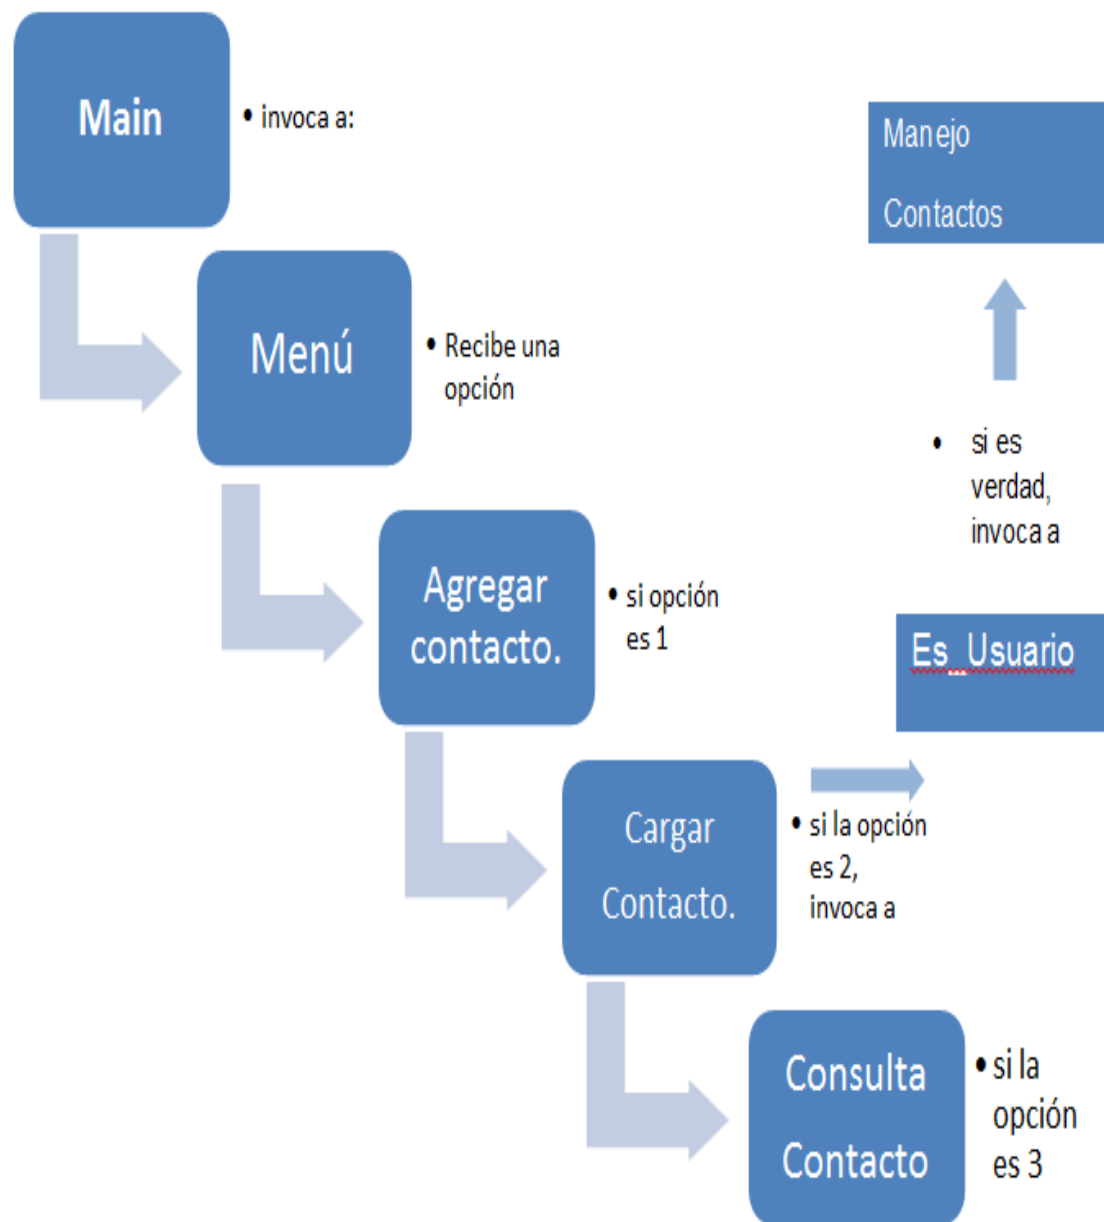 Main
• invoca a:
Manejo
Contactos
Menú
• Recibe una
opción
• si es
verdad,
invoca a
Agregar
contacto.
• si opción
es 1
Es_Usuario
Cargar
Contacto.
• si la opción
es 2,
invoca a
Consulta
Contacto
• si la
opción
es 3